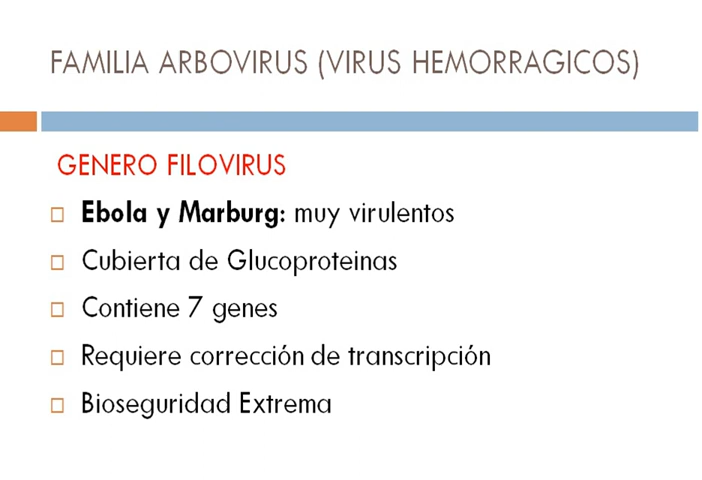 FAMILIA ARBOVIRUS (VIRUS HEMORRAGICOS)
GENERO FILOVIRUS
Ebola y Marburg: muy virulentos
Cubierta de Glucoproteinas
Contiene 7 genes
Requiere corrección de transcripción
Bioseguridad Extrema